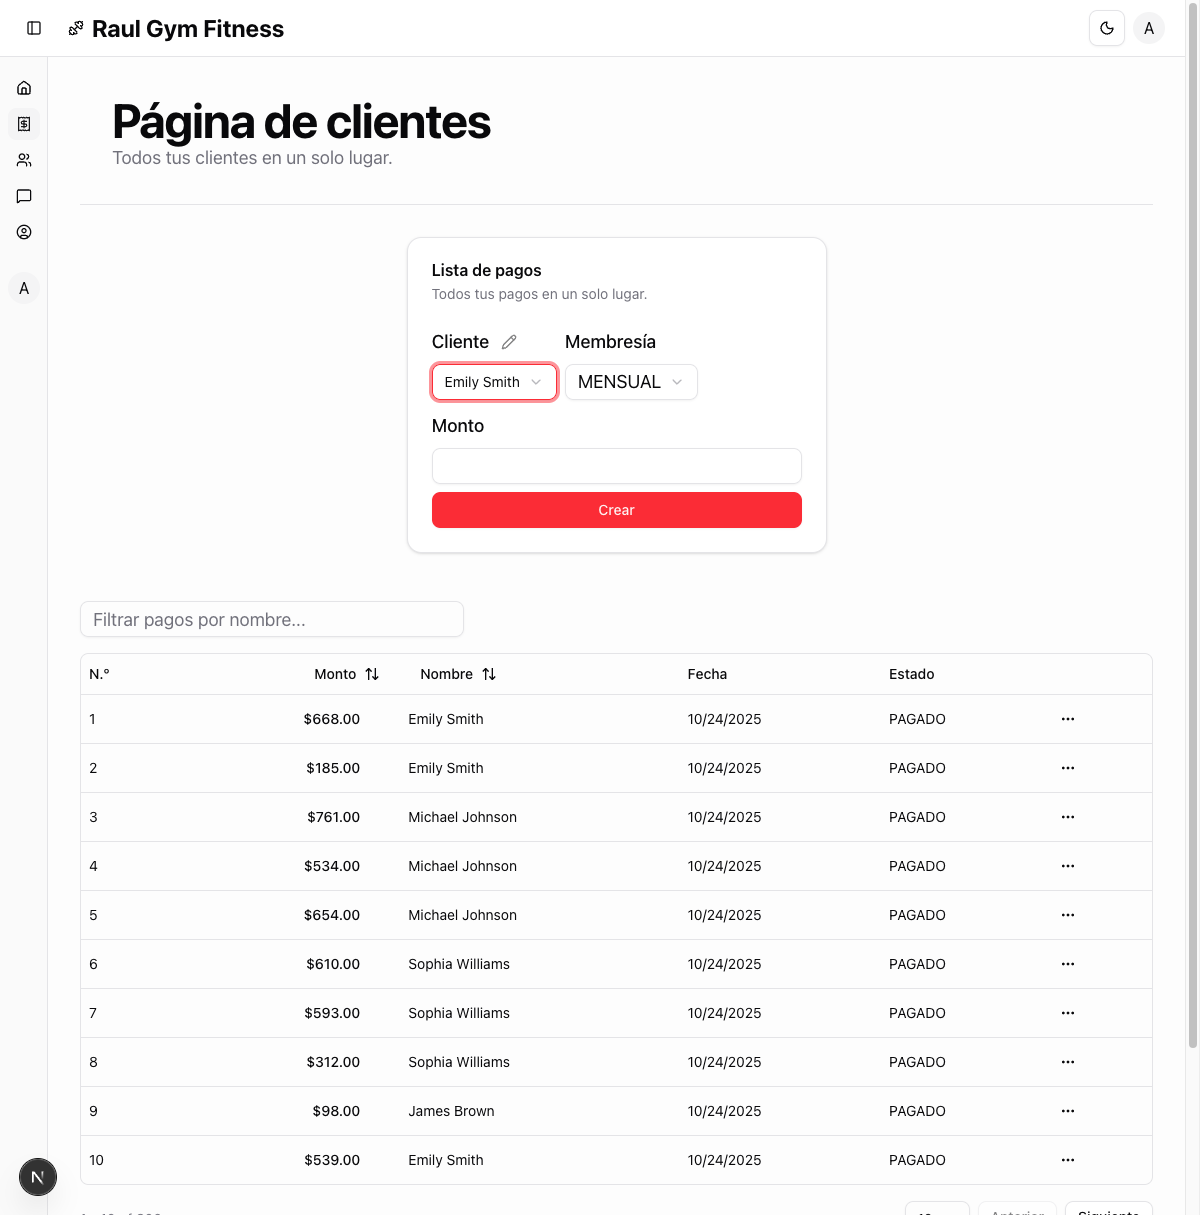 Raul Gym Fitness
A
Página de clientes
Todos tus clientes en un solo lugar.
A
Lista de pagos
Todos tus pagos en un solo lugar.
Cliente Membresía
Emily Smith MENSUAL
Monto
Crear
Filtrar pagos por nombre...
N.º Monto Nombre Fecha Estado
1 $668.00 Emily Smith 10/24/2025 PAGADO
2 $185.00 Emily Smith 10/24/2025 PAGADO
3 $761.00 Michael Johnson 10/24/2025 PAGADO
4 $534.00 Michael Johnson 10/24/2025 PAGADO
5 $654.00 Michael Johnson 10/24/2025 PAGADO
6 $610.00 Sophia Williams 10/24/2025 PAGADO
7 $593.00 Sophia Williams 10/24/2025 PAGADO
8 $312.00 Sophia Williams 10/24/2025 PAGADO
9 $98.00 James Brown 10/24/2025 PAGADO
10 $539.00 Emily Smith 10/24/2025 PAGADO
N
10 Anterior Siguiente